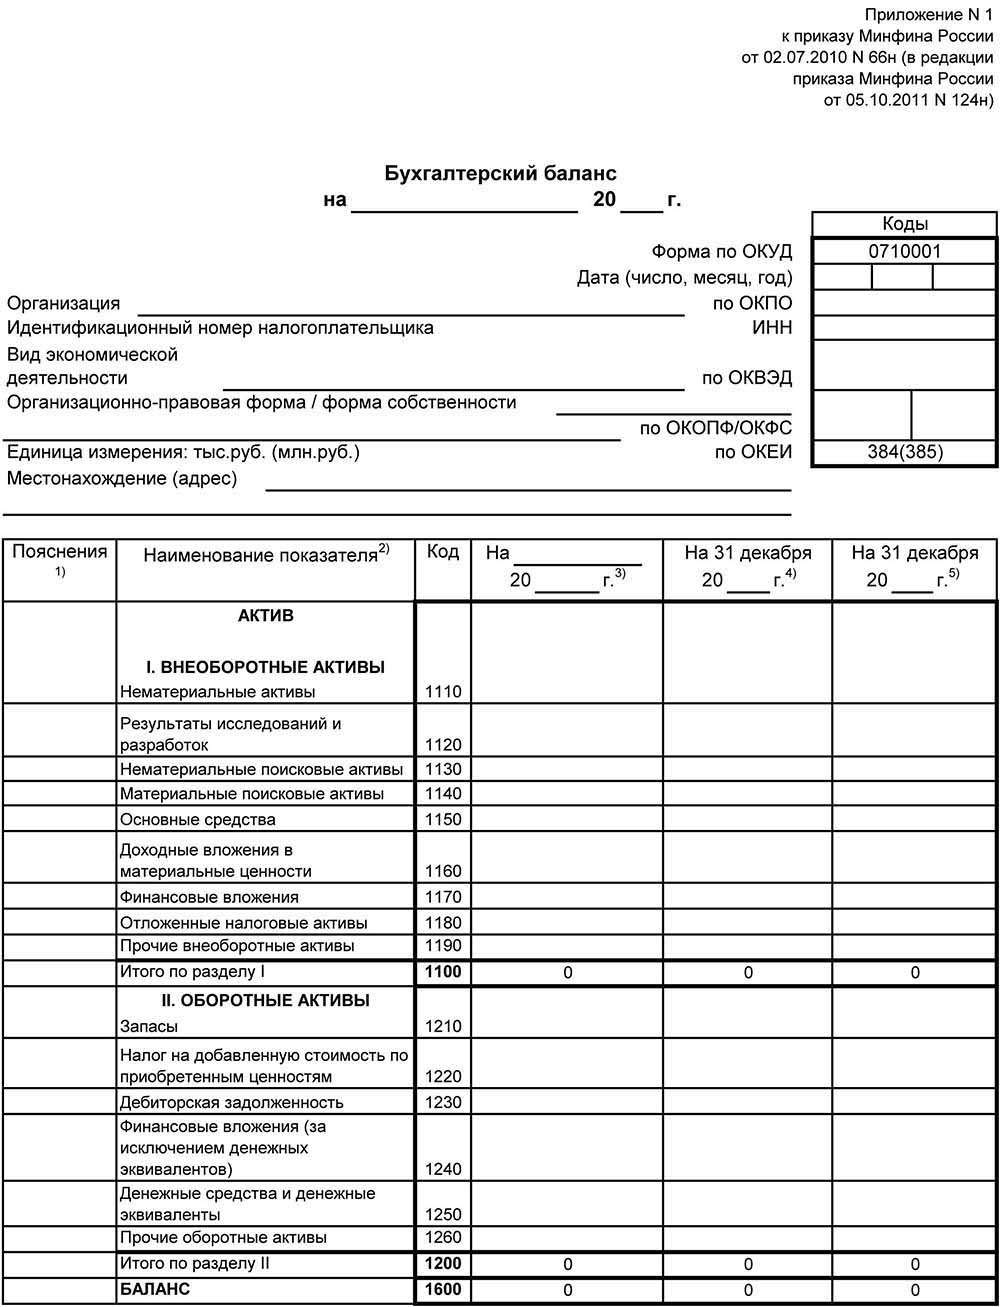 Приложение N 1
к приказу Минфина России
от 02.07.2010 N 66н (в редакции
приказа Минфина России
от 05.10.2011 N 124н)
Бухгалтерский баланс
на 20 г.
Коды
Форма по ОКУД 0710001
Дата (число, месяц, год)
Организация по ОКПО
Идентификационный номер налогоплательщика ИНН
Вид экономической
деятельности по ОКВЭД
Организационно-правовая форма / форма собственности
по ОКОПФ/ОКФС
Единица измерения: тыс.руб. (млн.руб.) по ОКЕИ 384(385)
Местонахождение (адрес)
Пояснения 1) Наименование показателя2) Код На 20 г.3) На 31 декабря 20 г.4) На 31 декабря 20 г.5)
АКТИВ
I. ВНЕОБОРОТНЫЕ АКТИВЫ
Нематериальные активы 1110
Результаты исследований и
разработок 1120
Нематериальные поисковые активы 1130
Материальные поисковые активы 1140
Основные средства 1150
Доходные вложения в
материальные ценности 1160
Финансовые вложения 1170
Отложенные налоговые активы 1180
Прочие внеоборотные активы 1190
Итого по разделу I 1100 0 0 0
II. ОБОРОТНЫЕ АКТИВЫ
Запасы 1210
Налог на добавленную стоимость по
приобретенным ценностям 1220
Дебиторская задолженность 1230
Финансовые вложения (за
исключением денежных
эквивалентов) 1240
Денежные средства и денежные
эквиваленты 1250
Прочие оборотные активы 1260
Итого по разделу II 1200 0 0 0
БАЛАНС 1600 0 0 0